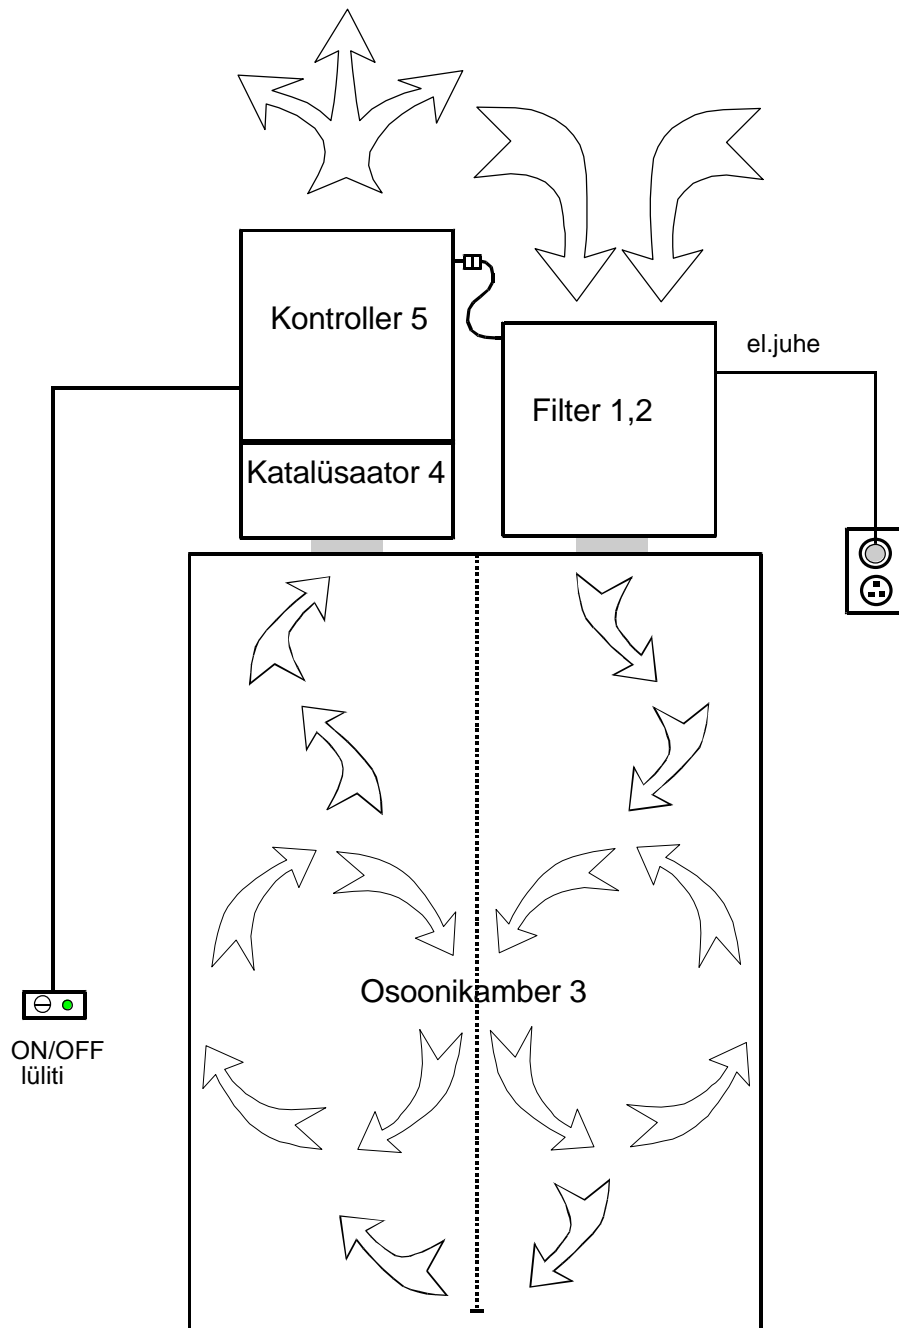 Kontroller 5
el.juhe
Filter 1,2
Katalüsaator 4
Osoonikamber 3
ON/OFF
lüliti